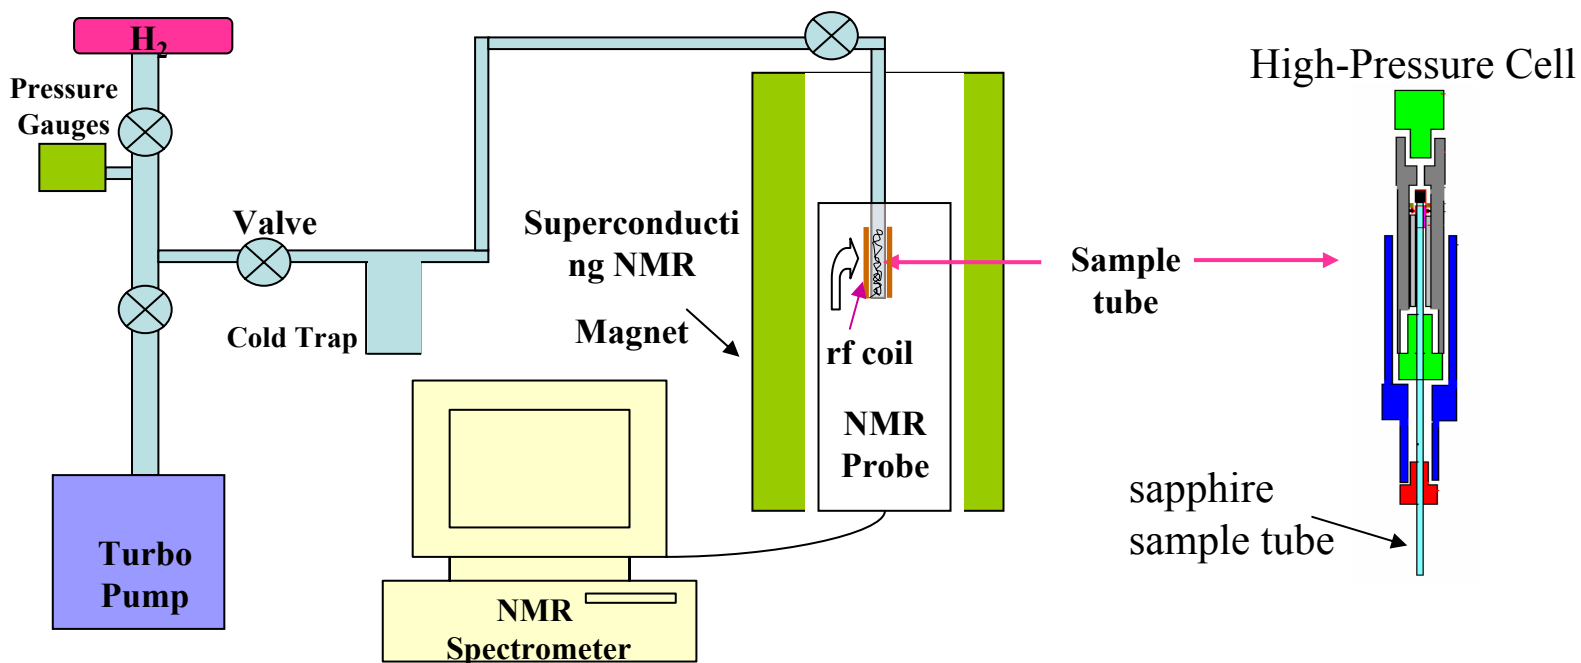 H₂
Pressure
Gauges
Valve
Cold Trap
Turbo
Pump
NMR
Spectrometer
Superconducti
ng NMR
Magnet
rf coil
NMR
Probe
Sample
tube
High-Pressure Cell
sapphire
sample tube